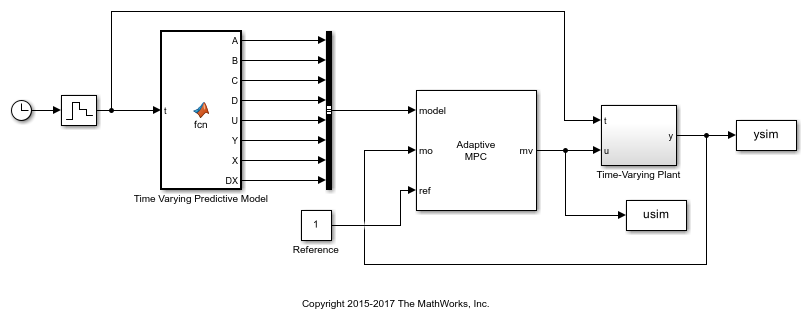 A
B
C
D
U
Y
X
DX
t
fcn
Time Varying Predictive Model
model
mo
ref
Adaptive
MPC
mv
1
Reference
t
u
y
Time-Varying Plant
ysim
usim
Copyright 2015-2017 The MathWorks, Inc.